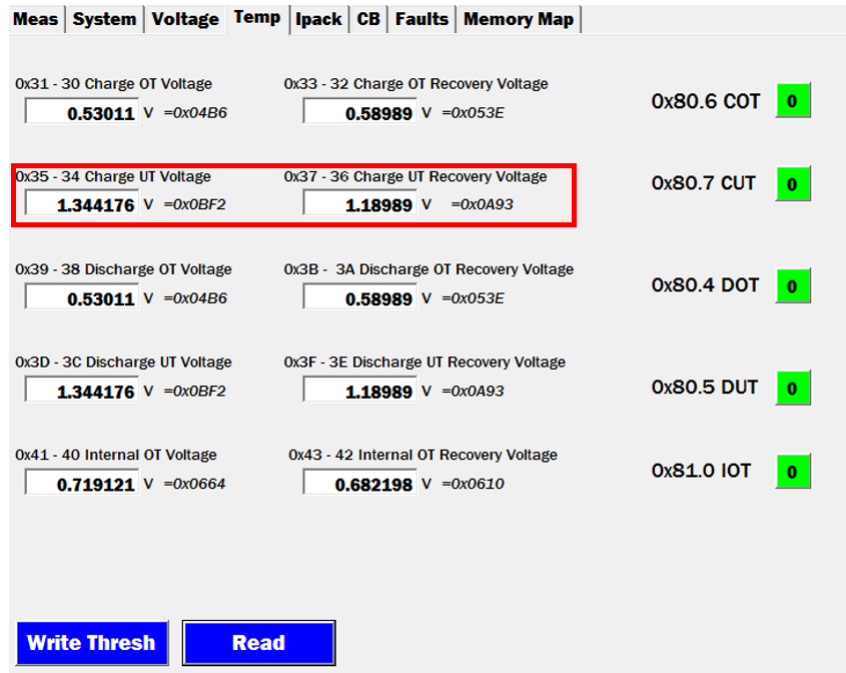 Meas System Voltage Temp Ipack CB Faults Memory Map
0x31 - 30 Charge OT Voltage 0x33 - 32 Charge OT Recovery Voltage
0.53011 V =0x04B6 0.58989 V =0x053E 0x80.6 COT 0
0x35 - 34 Charge UT Voltage 0x37 - 36 Charge UT Recovery Voltage
1.344176 V =0x0BF2 1.18989 V =0x0A93 0x80.7 CUT 0
0x39 - 38 Discharge OT Voltage 0x3B - 3A Discharge OT Recovery Voltage
0.53011 V =0x04B6 0.58989 V =0x053E 0x80.4 DOT 0
0x3D - 3C Discharge UT Voltage 0x3F - 3E Discharge UT Recovery Voltage
1.344176 V =0x0BF2 1.18989 V =0x0A93 0x80.5 DUT 0
0x41 - 40 Internal OT Voltage 0x43 - 42 Internal OT Recovery Voltage
0.719121 V =0x0664 0.682198 V =0x0610 0x81.0 IOT 0
Write Thresh Read